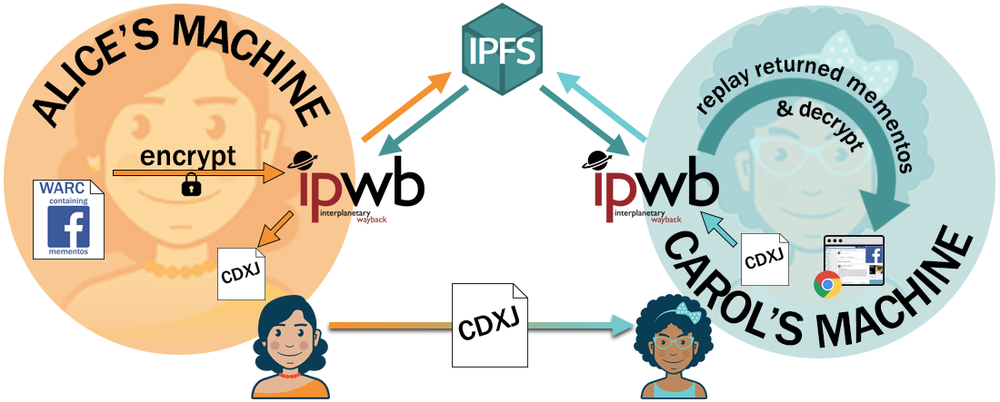 ALICE'S MACHINE
encrypt
WARC
containing
f
mementos
ipwb
interplanetary
wayback
CDXJ
IPFS
CDXJ
replay returned mementos
& decrypt
ipwb
interplanetary
wayback
CDXJ
f
CAROL'S MACHINE